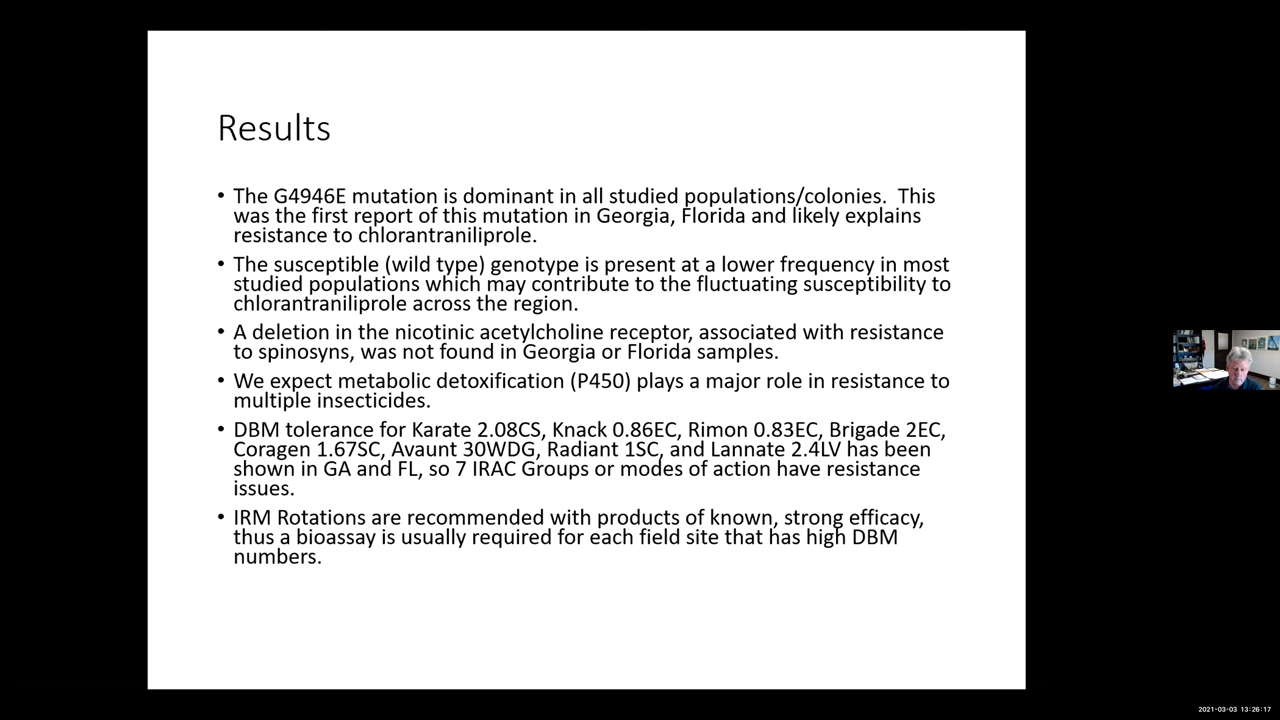 Results
• The G4946E mutation is dominant in all studied populations/colonies.  This
was the first report of this mutation in Georgia, Florida and likely explains
resistance to chlorantraniliprole.
• The susceptible (wild type) genotype is present at a lower frequency in most
studied populations which may contribute to the fluctuating susceptibility to
chlorantraniliprole across the region.
• A deletion in the nicotinic acetylcholine receptor, associated with resistance
to spinosyns, was not found in Georgia or Florida samples.
• We expect metabolic detoxification (P450) plays a major role in resistance to
multiple insecticides.
• DBM tolerance for Karate 2.08CS, Knack 0.86EC, Rimon 0.83EC, Brigade 2EC,
Coragen 1.67SC, Avaunt 30WDG, Radiant 1SC, and Lannate 2.4LV has been
shown in GA and FL, so 7 IRAC Groups or modes of action have resistance
issues.
• IRM Rotations are recommended with products of known, strong efficacy,
thus a bioassay is usually required for each field site that has high DBM
numbers.
2021-03-03 13:26:17